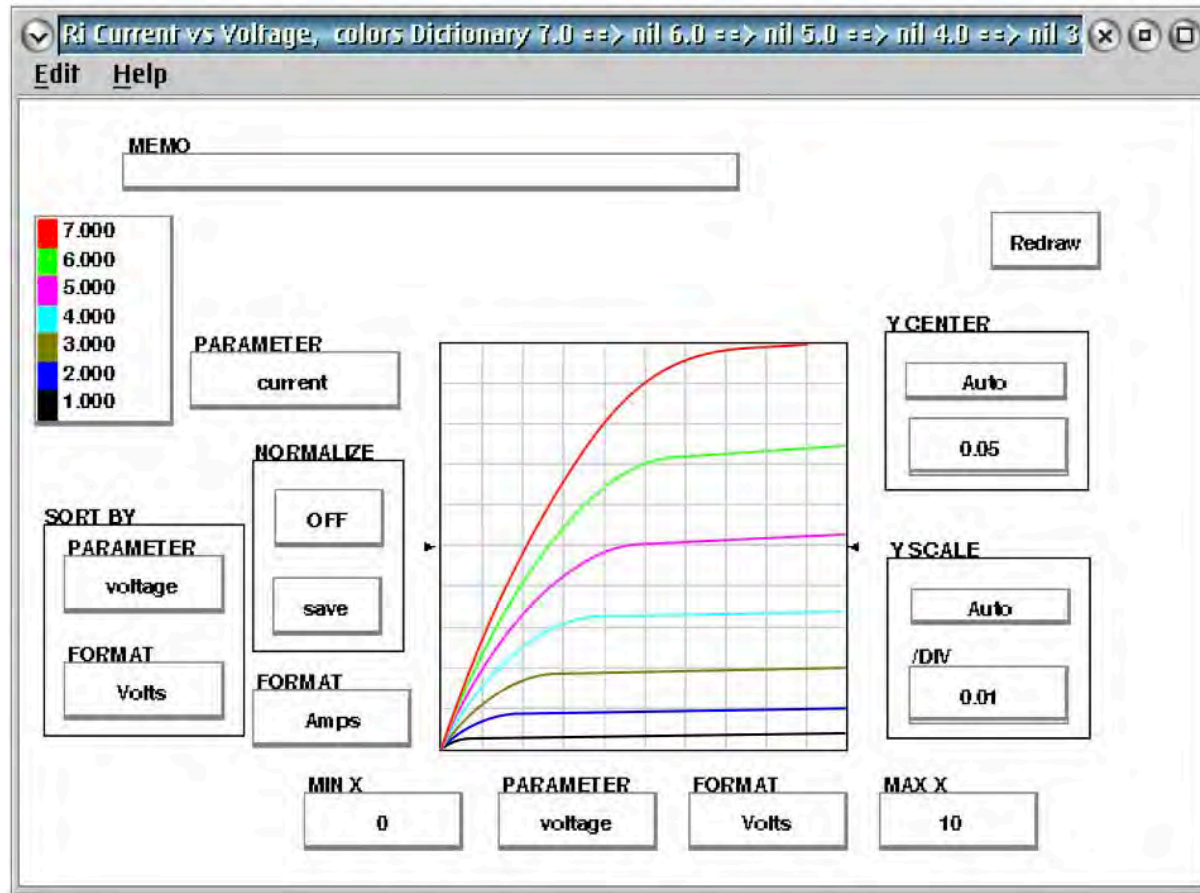 Ri Current vs Voltage, colors Dictionary 7.0 ==> nil 6.0 ==> nil 5.0 ==> nil 4.0 ==> nil 3
Edit Help
MEMO
7.000
6.000
5.000
4.000
3.000
2.000
1.000
Redraw
PARAMETER
current
Y CENTER
Auto
0.05
NORMALIZE
OFF
save
SORT BY
PARAMETER
voltage
FORMAT
Volts
FORMAT
Amps
Y SCALE
Auto
/DIV
0.01
MIN X
0
PARAMETER
voltage
FORMAT
Volts
MAX X
10